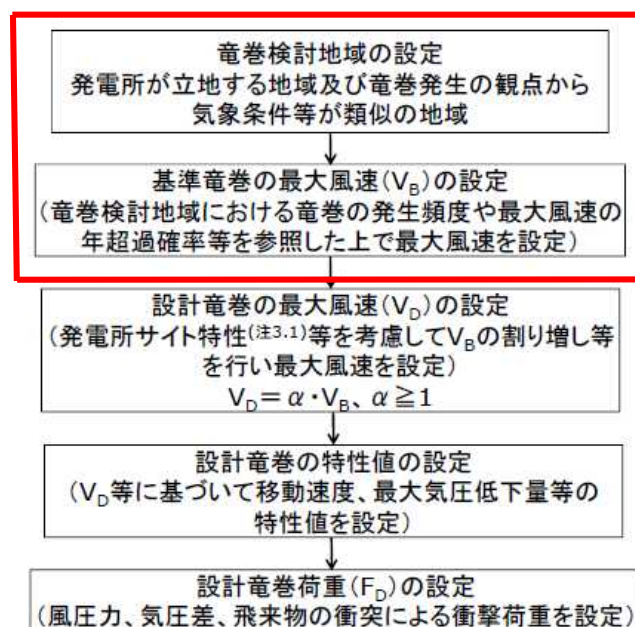 竜巻検討地域の設定
発電所が立地する地域及び竜巻発生の観点から
気象条件等が類似の地域
基準竜巻の最大風速(VB)の設定
(竜巻検討地域における竜巻の発生頻度や最大風速の
年超過確率等を参照した上で最大風速を設定)
設計竜巻の最大風速(VD)の設定
(発電所サイト特性(注3.1)等を考慮してVBの割り増し等
を行い最大風速を設定)
VD=α・VB、α≧1
設計竜巻の特性値の設定
(VD等に基づいて移動速度、最大気圧低下量等の
特性値を設定)
設計竜巻荷重(FD)の設定
(風圧力、気圧差、飛来物の衝突による衝撃荷重を設定)